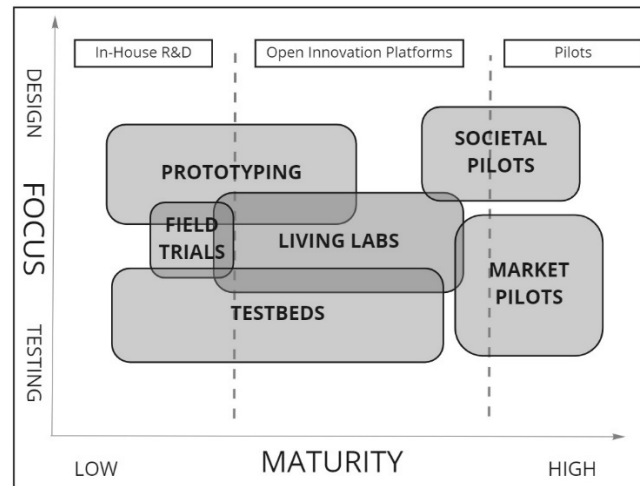 In-House R&D
Open Innovation Platforms
Pilots
DESIGN
FOCUS
TESTING
PROTOTYPING
SOCIETAL
PILOTS
FIELD
TRIALS
LIVING LABS
MARKET
PILOTS
TESTBEDS
LOW
MATURITY
HIGH